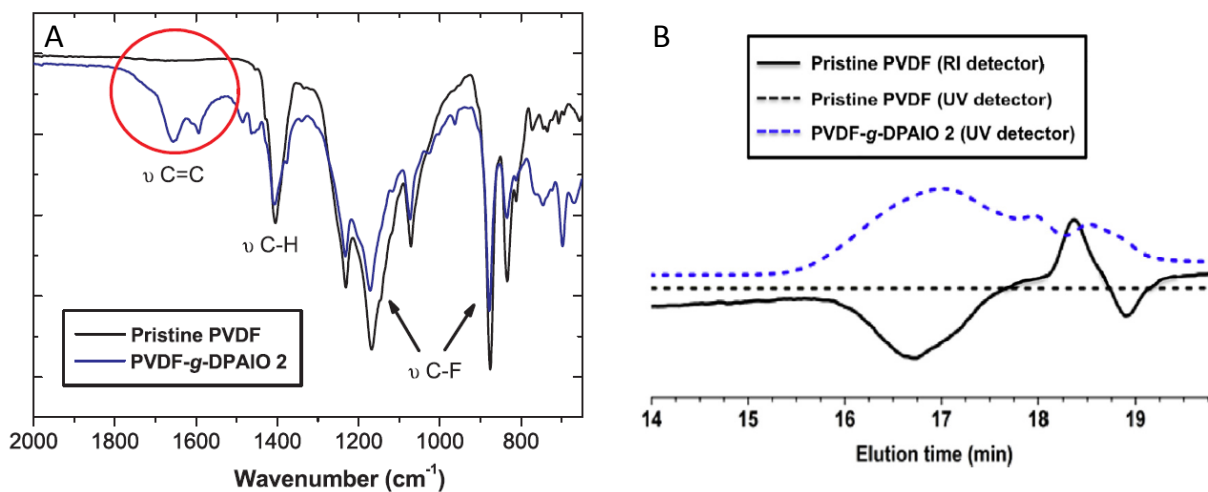 A
υ C=C
υ C-H
υ C-F
Pristine PVDF
PVDF-g-DPAIO 2
2000 1800 1600 1400 1200 1000 800
Wavenumber (cm⁻¹)
B
Pristine PVDF (RI detector)
Pristine PVDF (UV detector)
PVDF-g-DPAIO 2 (UV detector)
14 15 16 17 18 19
Elution time (min)